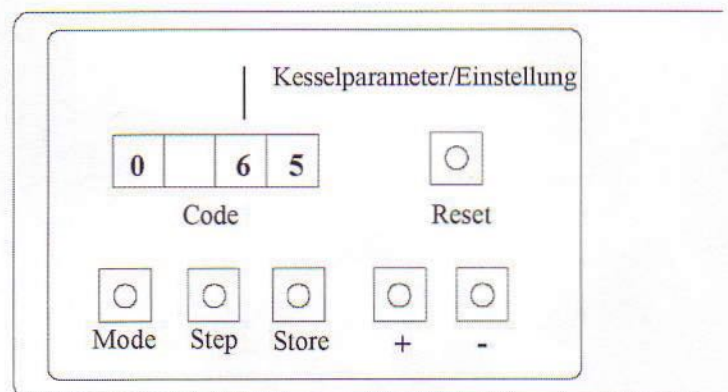 Kesselparameter/Einstellung
0 6 5
Code
Reset
Mode Step Store + -